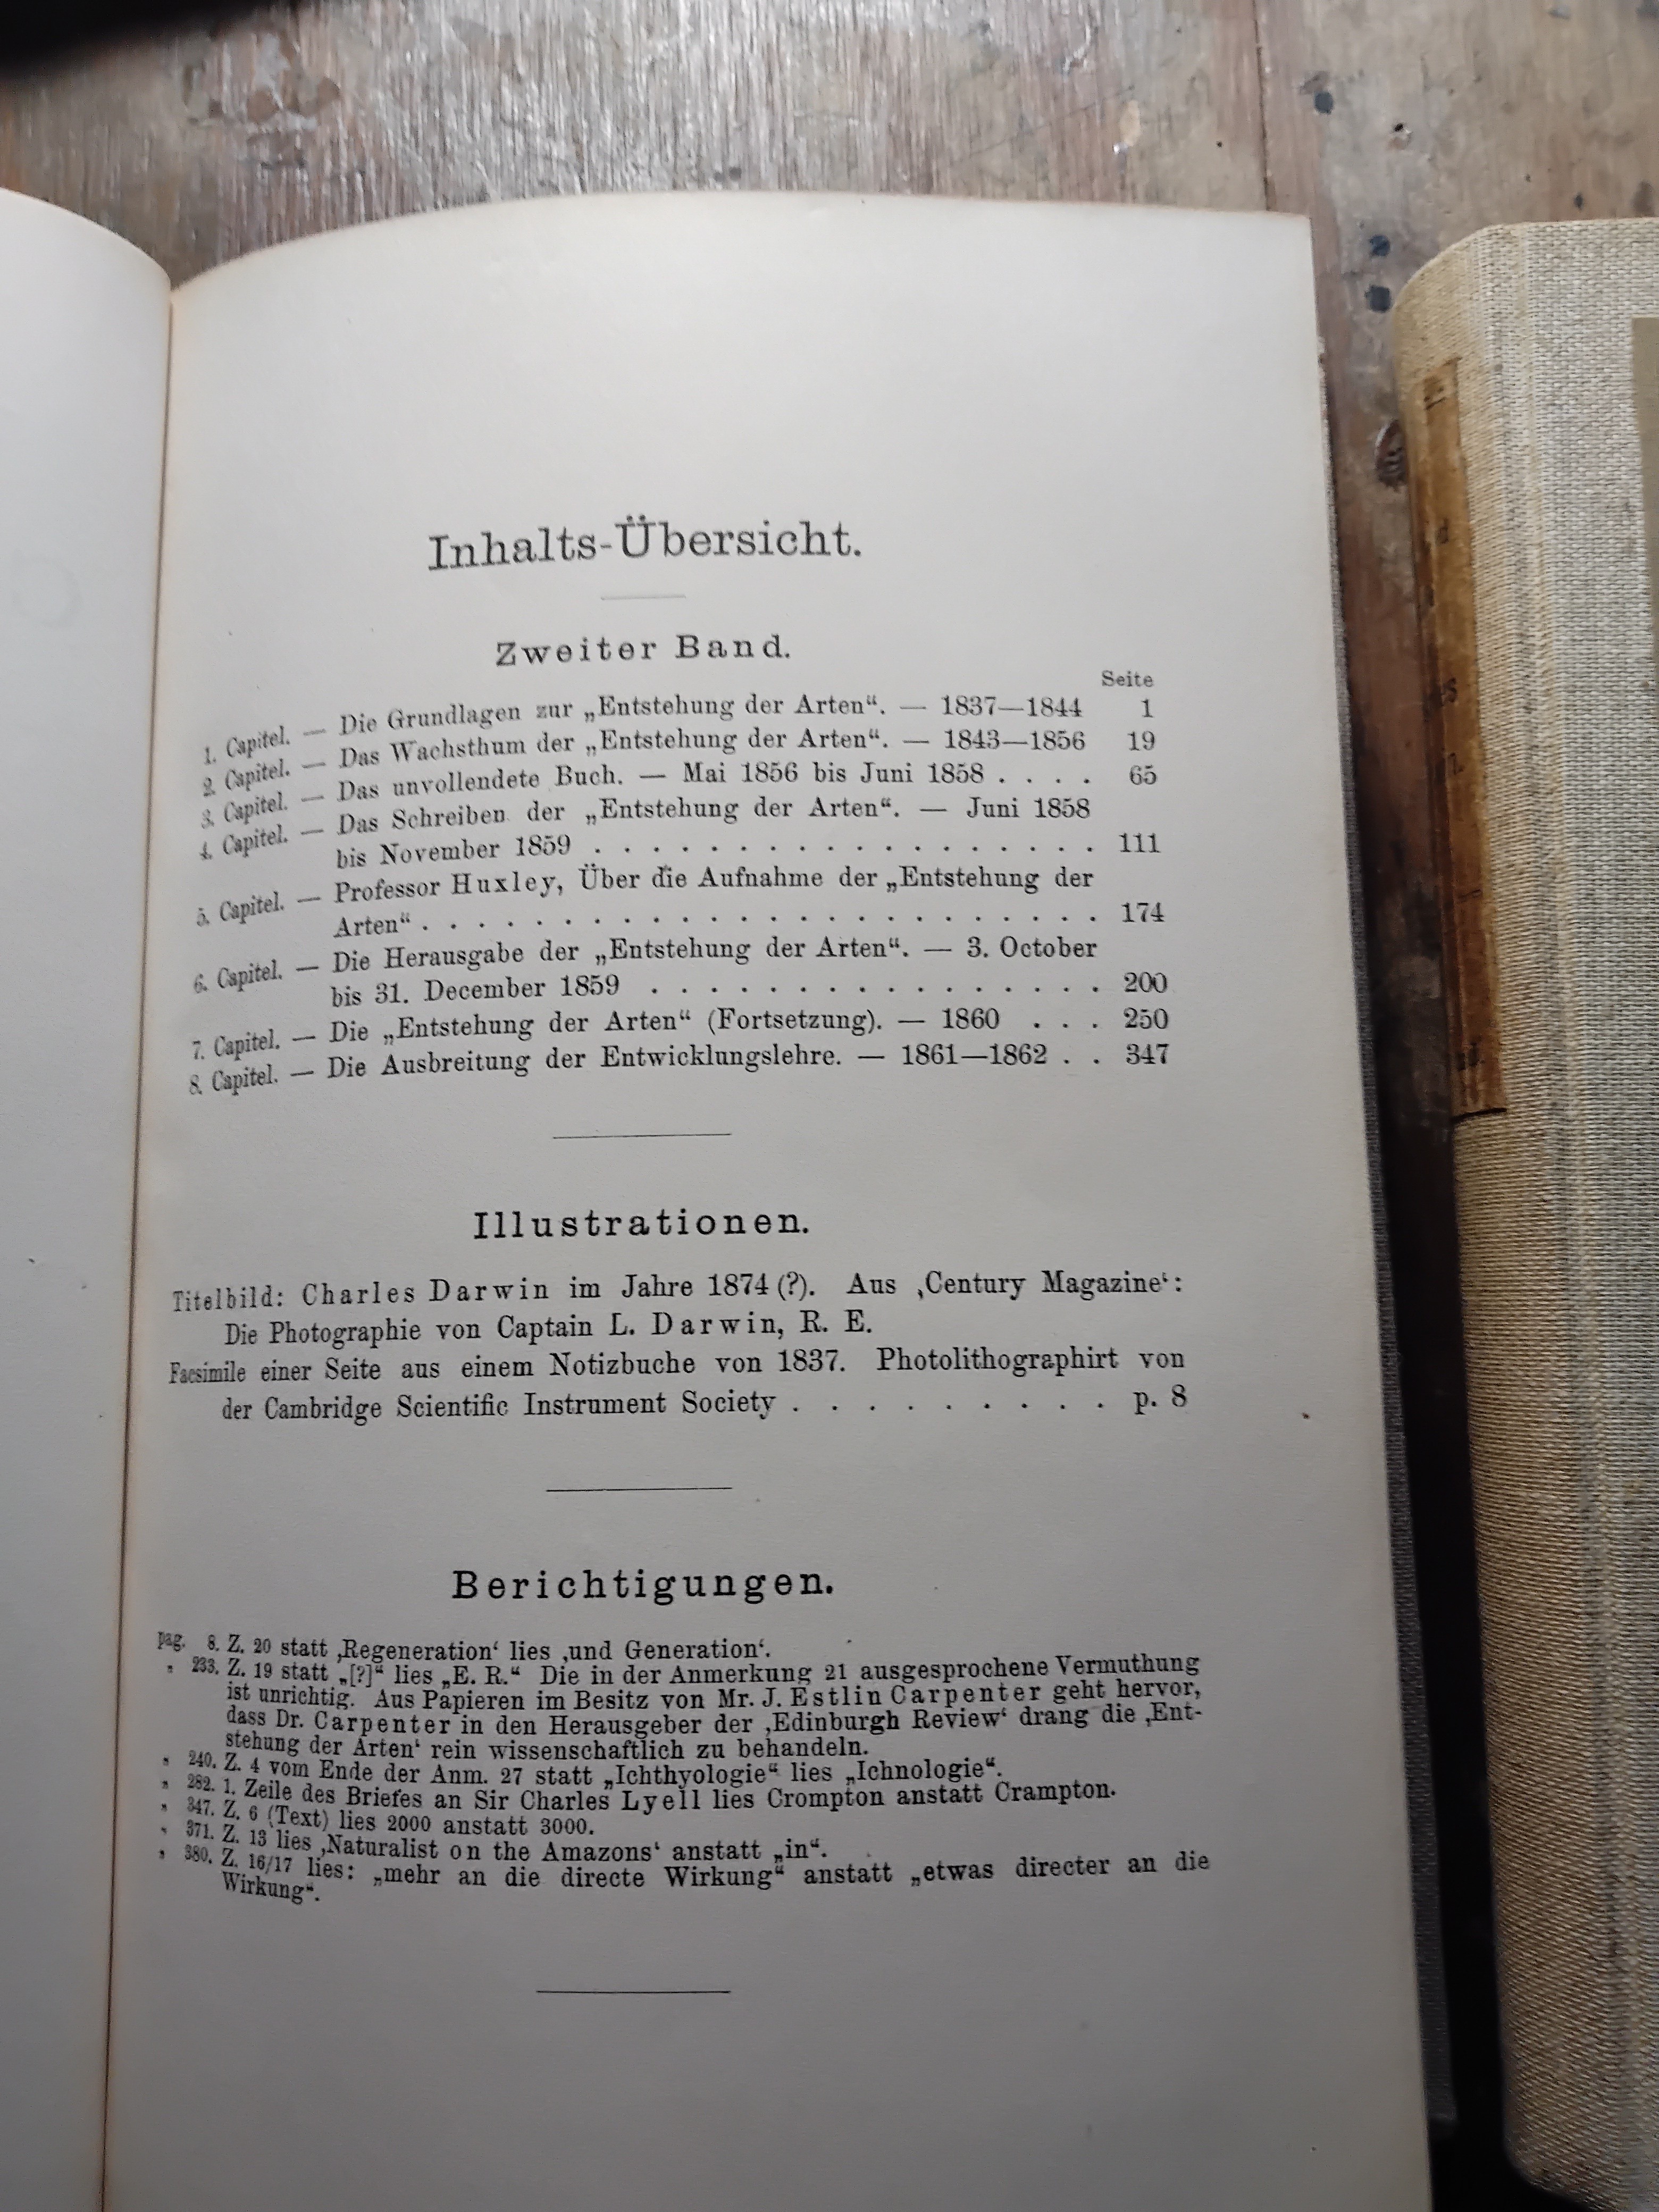 Inhalts-Übersicht.
Zweiter Band.
Seite
1. Capitel. — Die Grundlagen zur „Entstehung der Arten“. — 1837—1844 1
2. Capitel. — Das Wachsthum der „Entstehung der Arten“. — 1843—1856 19
3. Capitel. — Das unvollendete Buch. — Mai 1856 bis Juni 1858 . . . . 65
4. Capitel. — Das Schreiben der „Entstehung der Arten“. — Juni 1858
bis November 1859 . . . . . . . . . . . . . . . . . . 111
5. Capitel. — Professor Huxley, Über die Aufnahme der „Entstehung der
Arten“ . . . . . . . . . . . . . . . . . . . . . . . . 174
6. Capitel. — Die Herausgabe der „Entstehung der Arten“. — 3. October
bis 31. December 1859 . . . . . . . . . . . . . . . . 200
7. Capitel. — Die „Entstehung der Arten“ (Fortsetzung). — 1860 . . . 250
8. Capitel. — Die Ausbreitung der Entwicklungslehre. — 1861—1862 . . 347
Illustrationen.
Titelbild: Charles Darwin im Jahre 1874 (?). Aus ‚Century Magazine‘:
Die Photographie von Captain L. Darwin, R. E.
Facsimile einer Seite aus einem Notizbuche von 1837. Photolithographirt von
der Cambridge Scientific Instrument Society . . . . . . . . . p. 8
Berichtigungen.
pag. 8. Z. 20 statt ‚Regeneration‘ lies ‚und Generation‘.
„ 233. Z. 19 statt „[?]“ lies „E. R.“ Die in der Anmerkung 21 ausgesprochene Vermuthung
ist unrichtig. Aus Papieren im Besitz von Mr. J. Estlin Carpenter geht hervor,
dass Dr. Carpenter in den Herausgeber der ‚Edinburgh Review‘ drang die ‚Ent-
stehung der Arten‘ rein wissenschaftlich zu behandeln.
„ 240. Z. 4 vom Ende der Anm. 27 statt „Ichthyologie“ lies „Ichnologie“.
„ 282. 1. Zeile des Briefes an Sir Charles Lyell lies Crompton anstatt Crampton.
„ 347. Z. 6 (Text) lies 2000 anstatt 3000.
„ 371. Z. 13 lies ‚Naturalist on the Amazons‘ anstatt „in“.
„ 380. Z. 16/17 lies: „mehr an die directe Wirkung“ anstatt „etwas directer an die
Wirkung“.